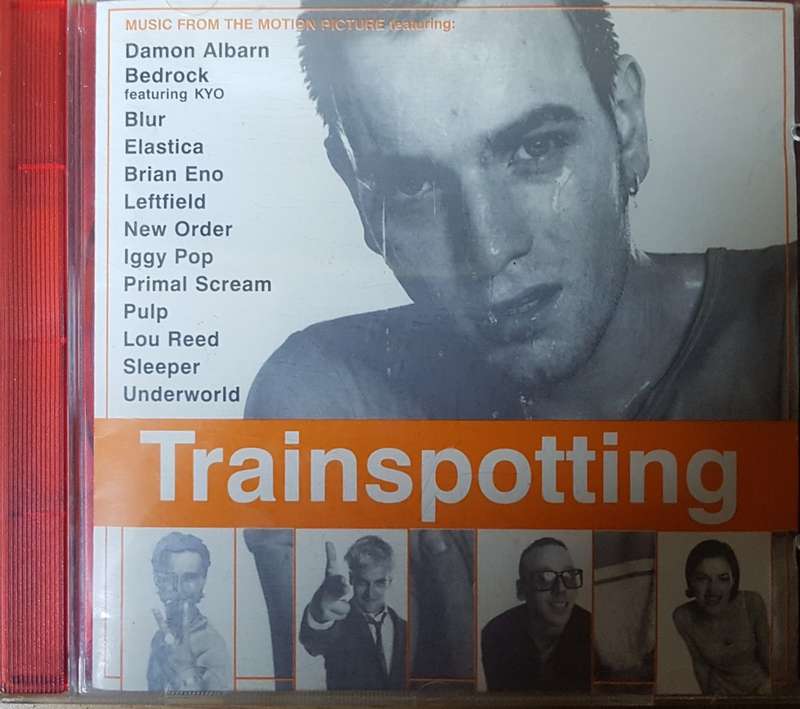 MUSIC FROM THE MOTION PICTURE featuring:
Damon Albarn
Bedrock
featuring KYO
Blur
Elastica
Brian Eno
Leftfield
New Order
Iggy Pop
Primal Scream
Pulp
Lou Reed
Sleeper
Underworld
Trainspotting